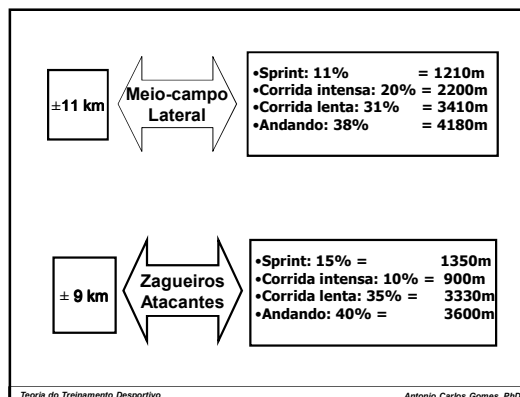 ±11 km
Meio-campo
Lateral
•Sprint: 11% = 1210m
•Corrida intensa: 20% = 2200m
•Corrida lenta: 31% = 3410m
•Andando: 38% = 4180m
± 9 km
Zagueiros
Atacantes
•Sprint: 15% = 1350m
•Corrida intensa: 10% = 900m
•Corrida lenta: 35% = 3330m
•Andando: 40% = 3600m
Teoria do Treinamento Desportivo Antonio Carlos Gomes, PhD